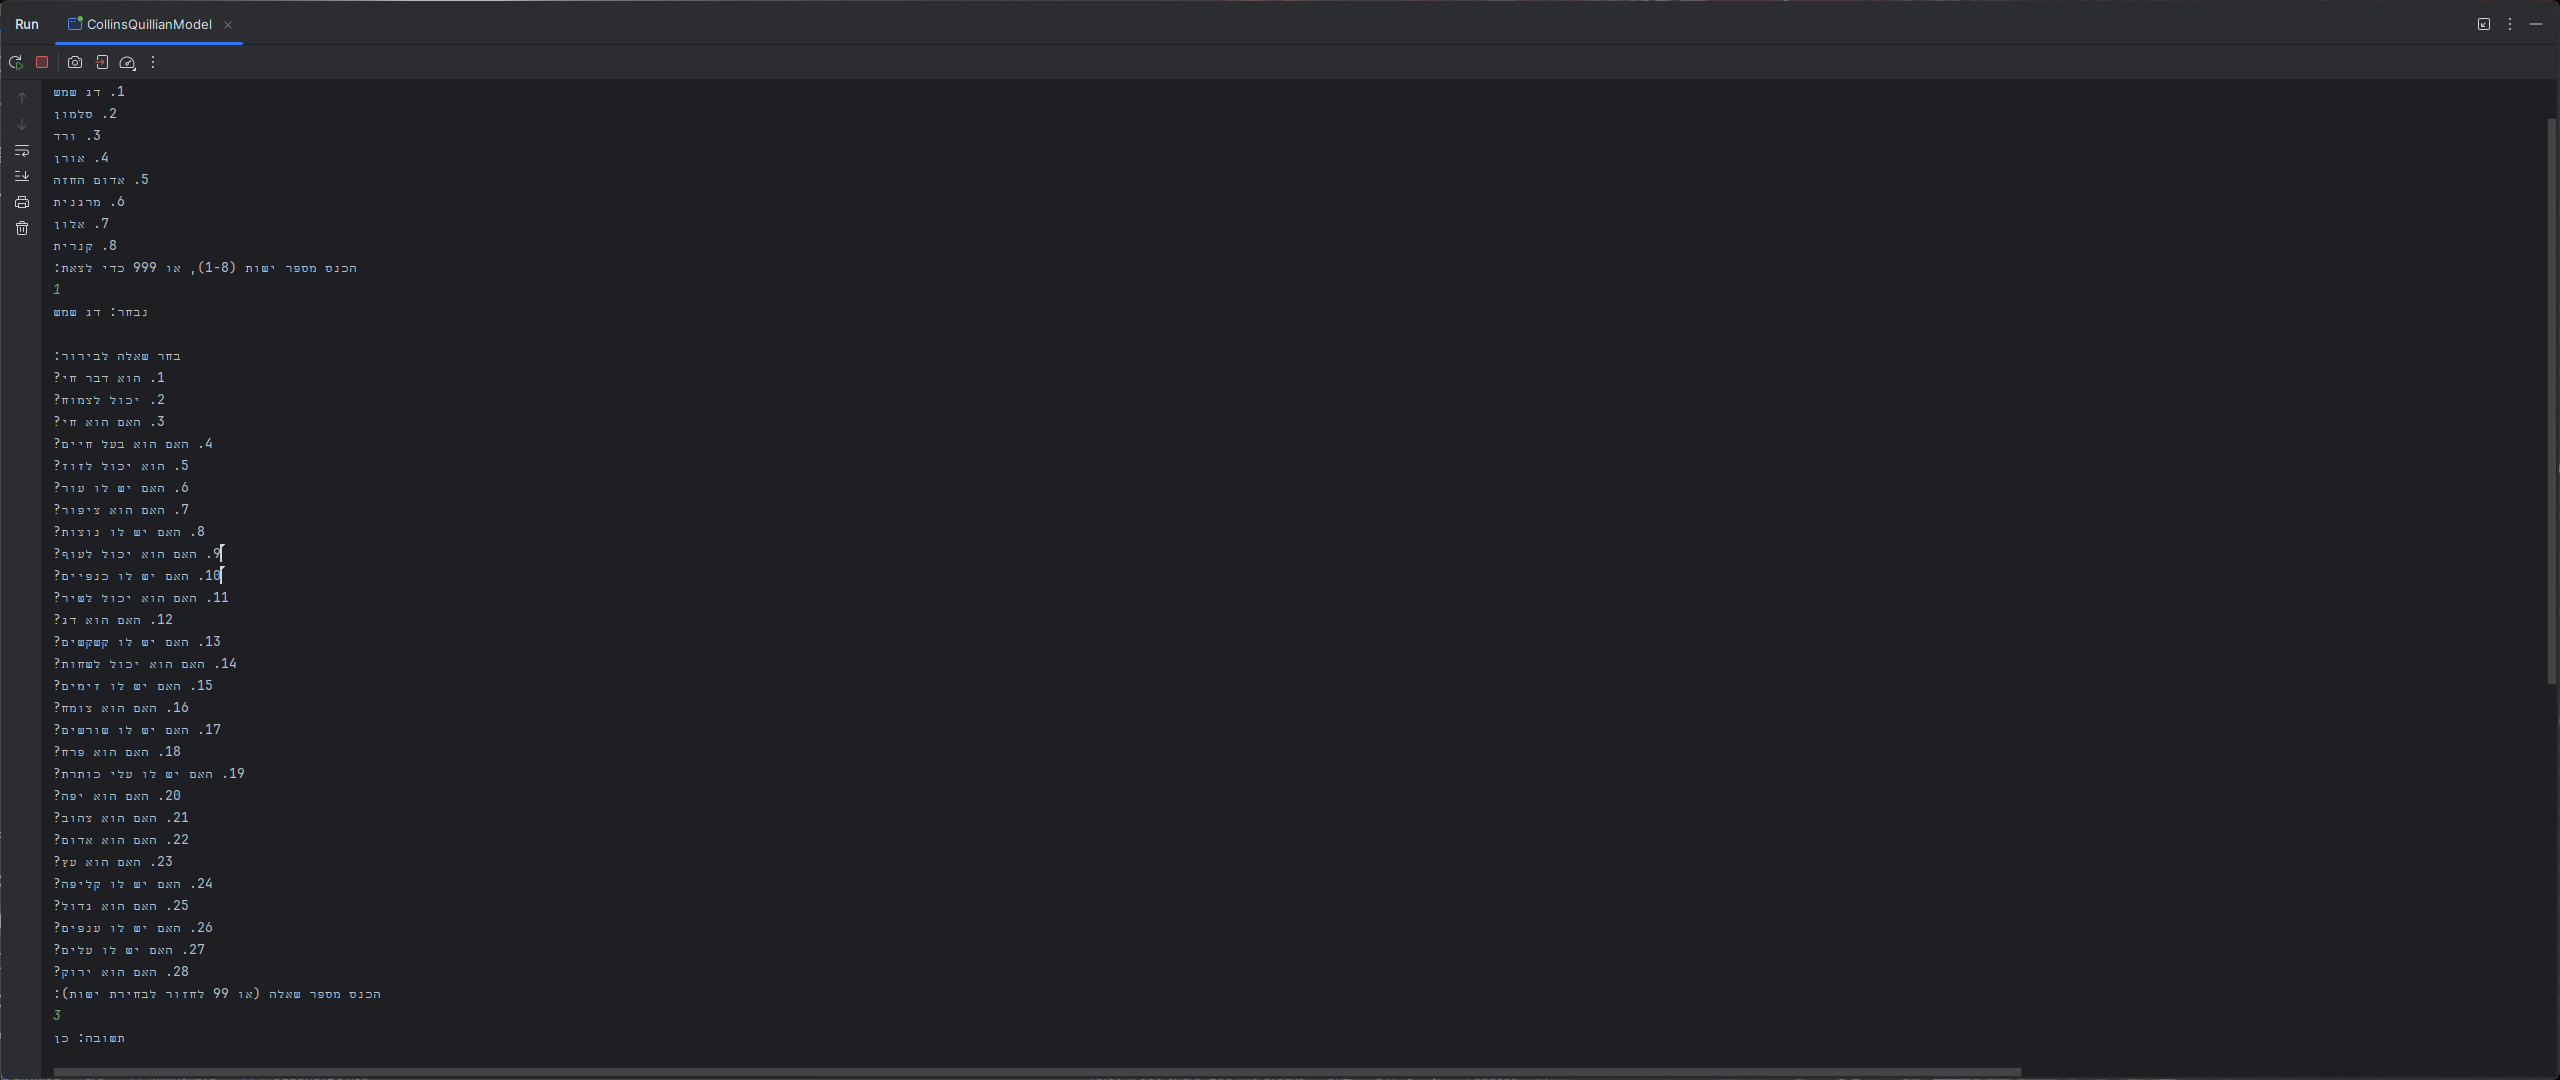 Run
CollinsQuillianModel
1. דג שמש
2. סלמון
3. ורד
4. אורן
5. אדום החזה
6. מרגנית
7. אלון
8. קנרית
הכנס מספר ישות (1-8), או 999 כדי לצאת:
1
נבחר: דג שמש
בחר שאלה לבירור:
1. הוא דבר חי?
2. יכול לצמוח?
3. האם הוא חי?
4. האם הוא בעל חיים?
5. הוא יכול לזוז?
6. האם יש לו עור?
7. האם הוא ציפור?
8. האם יש לו נוצות?
9. האם הוא יכול לעוף?
10. האם יש לו כנפיים?
11. האם הוא יכול לשיר?
12. האם הוא דג?
13. האם יש לו קשקשים?
14. האם הוא יכול לשחות?
15. האם יש לו זימים?
16. האם הוא צומח?
17. האם יש לו שורשים?
18. האם הוא פרח?
19. האם יש לו עלי כותרת?
20. האם הוא יפה?
21. האם הוא צהוב?
22. האם הוא אדום?
23. האם הוא עץ?
24. האם יש לו קליפה?
25. האם הוא גדול?
26. האם יש לו ענפים?
27. האם יש לו עלים?
28. האם הוא ירוק?
הכנס מספר שאלה (או 99 לחזור לבחירת ישות):
3
תשובה: כן